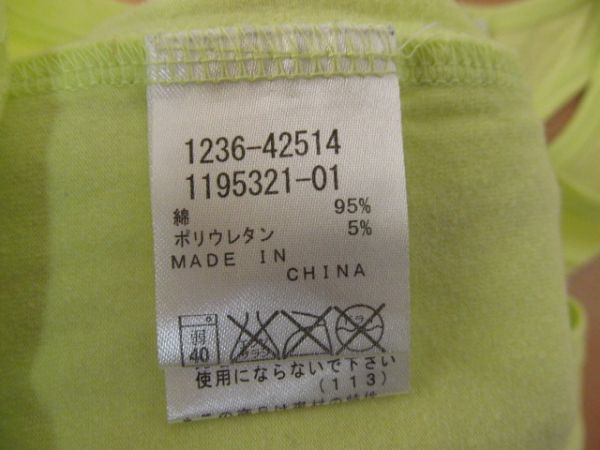 1236-42514
1195321-01
綿 95%
ポリウレタン 5%
MADE IN
CHINA
弱
40
使用にならないで下さい
(113)